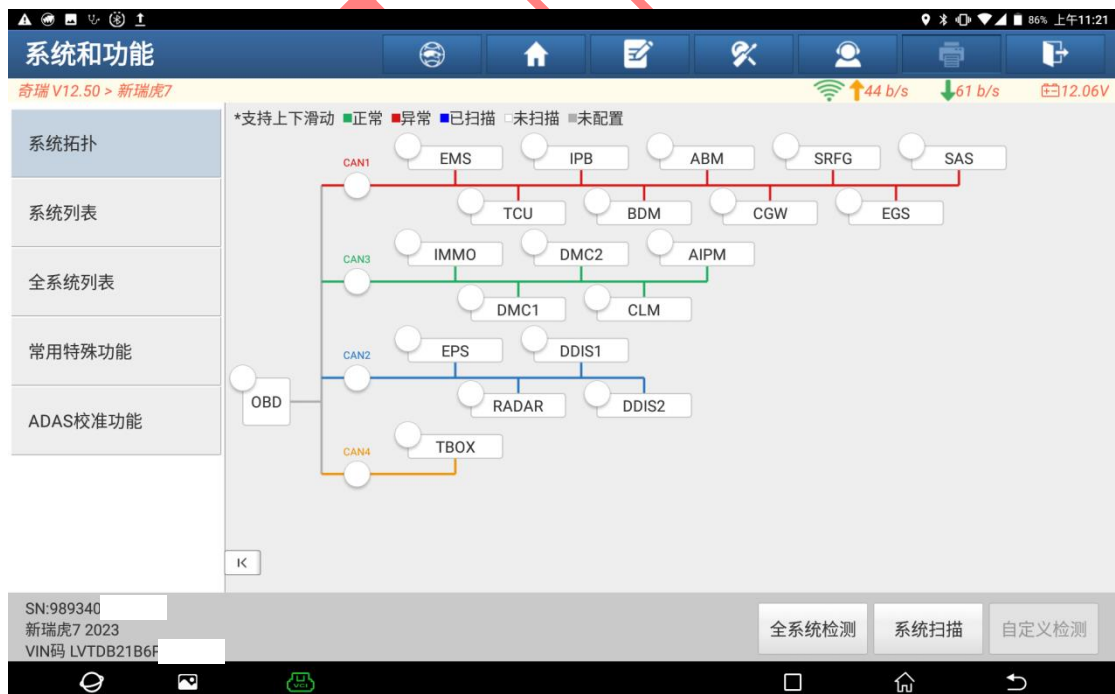 86% 上午11:21
系统和功能
奇瑞 V12.50 > 新瑞虎7
44 b/s 61 b/s 12.06V
系统拓扑
系统列表
全系统列表
常用特殊功能
ADAS校准功能
*支持上下滑动 ■正常 ■异常 ■已扫描 □未扫描 ■未配置
CAN1 EMS IPB ABM SRFG SAS
TCU BDM CGW EGS
CAN3 IMMO DMC2 AIPM
DMC1 CLM
CAN2 EPS DDIS1
OBD RADAR DDIS2
CAN4 TBOX
SN:989340
新瑞虎7 2023
VIN码 LVTDB21B6
全系统检测 系统扫描 自定义检测
VCI